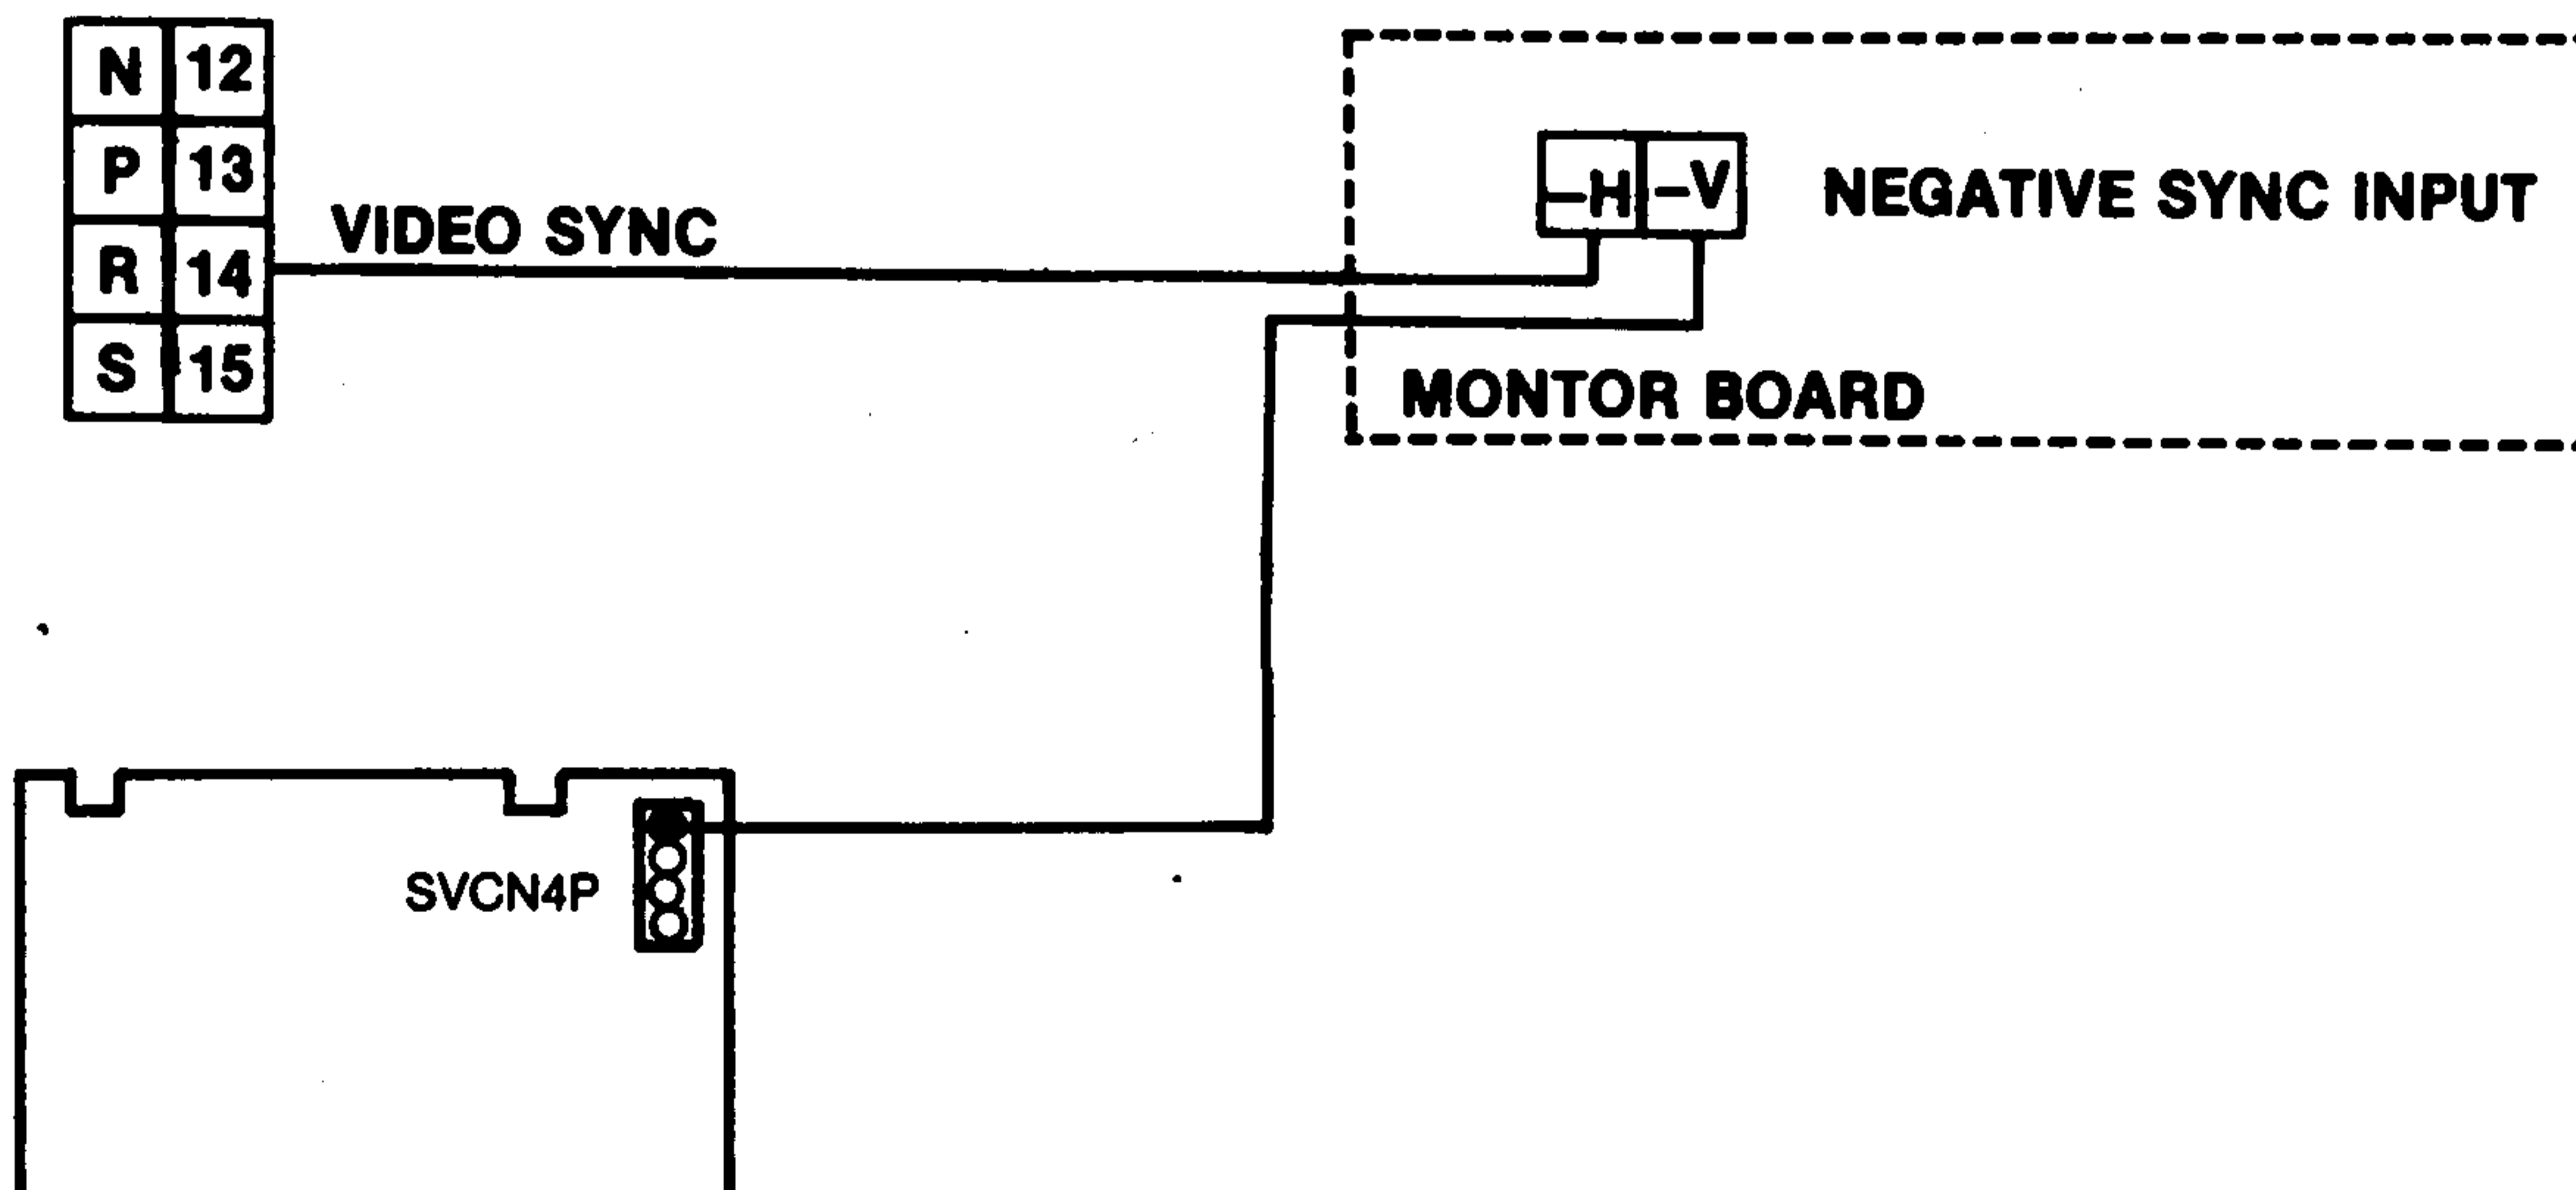 N 12
P 13
R 14
S 15
VIDEO SYNC
–H –V
NEGATIVE SYNC INPUT
MONTOR BOARD
SVCN4P